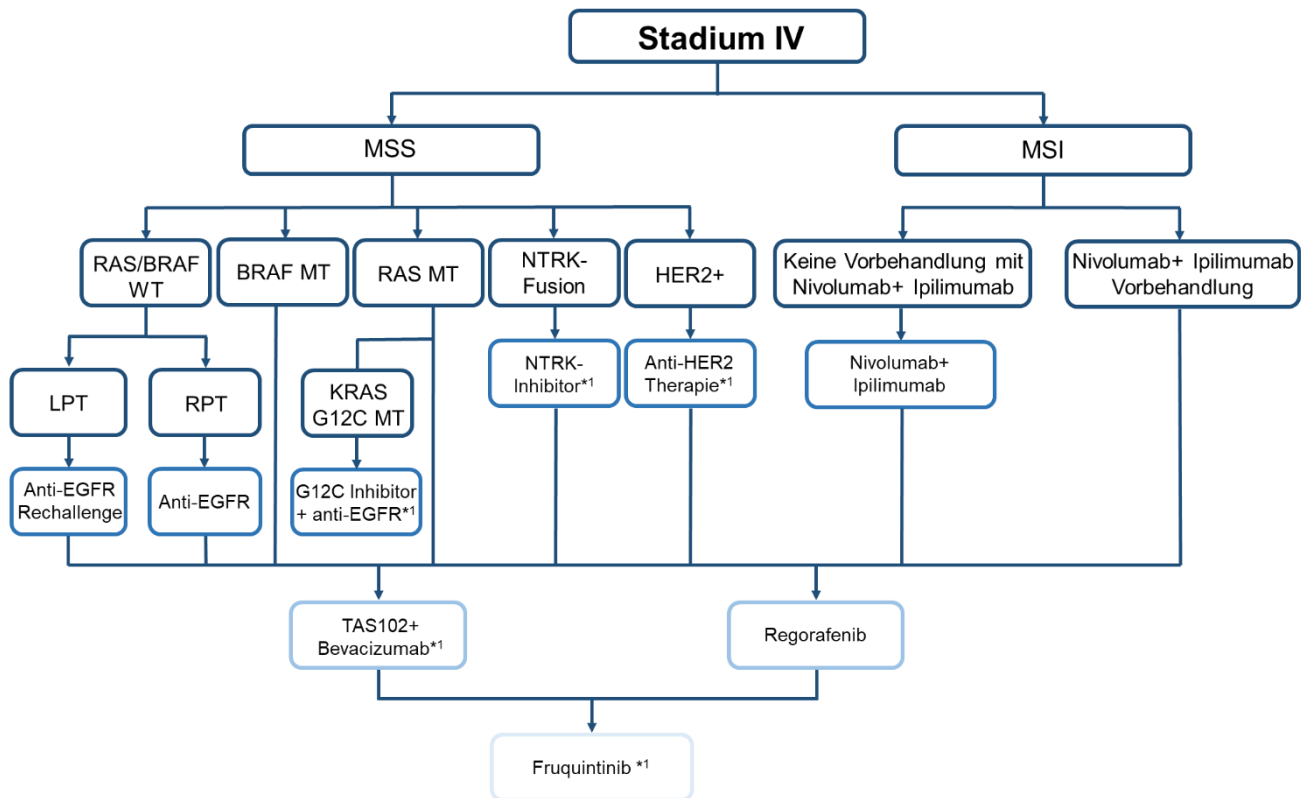 Stadium IV
MSS
MSI
RAS/BRAF
WT
BRAF MT
RAS MT
NTRK-
Fusion
HER2+
Keine Vorbehandlung mit
Nivolumab+ Ipilimumab
Nivolumab+ Ipilimumab
Vorbehandlung
LPT
RPT
KRAS
G12C MT
NTRK-
Inhibitor*1
Anti-HER2
Therapie*1
Nivolumab+
Ipilimumab
Anti-EGFR
Rechallenge
Anti-EGFR
G12C Inhibitor
+ anti-EGFR*1
TAS102+
Bevacizumab*1
Regorafenib
Fruquintinib *1